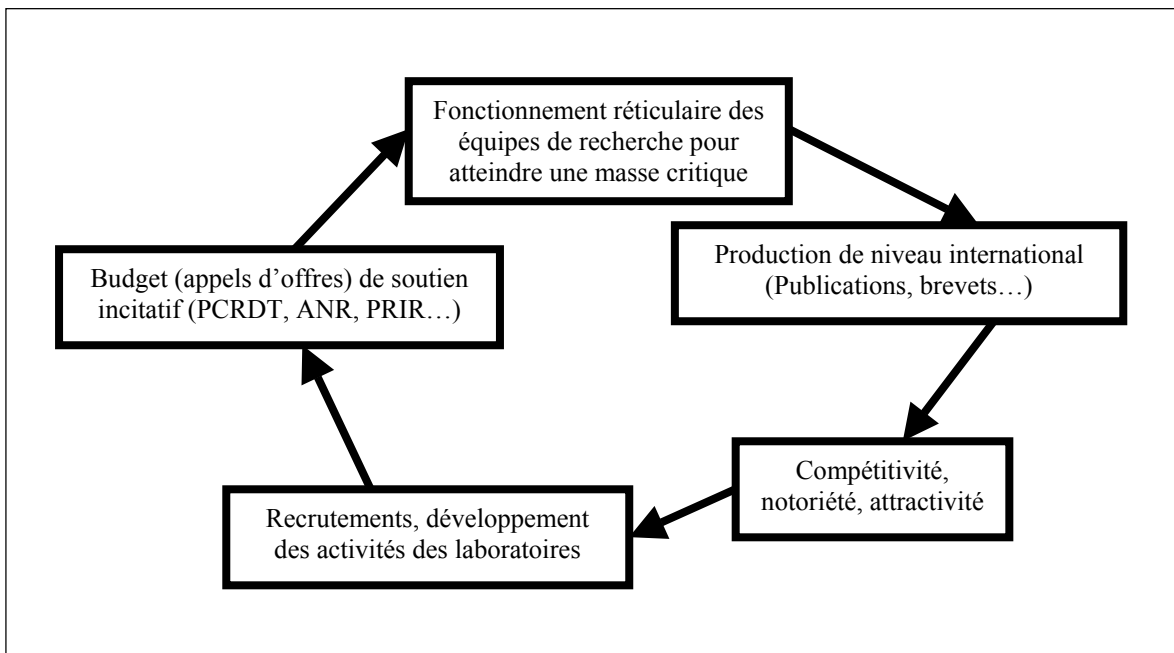 Fonctionnement réticulaire des
équipes de recherche pour
atteindre une masse critique
Production de niveau international
(Publications, brevets…)
Compétitivité,
notoriété, attractivité
Recrutements, développement
des activités des laboratoires
Budget (appels d’offres) de soutien
incitatif (PCRDT, ANR, PRIR…)